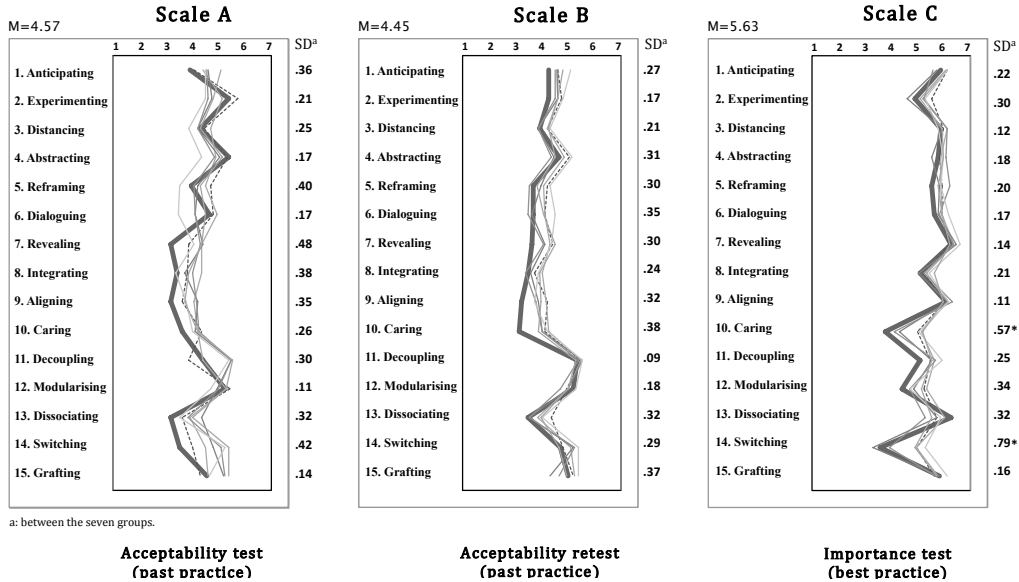 Scale A
M=4.57
1 2 3 4 5 6 7 SDa
1. Anticipating .36
2. Experimenting .21
3. Distancing .25
4. Abstracting .17
5. Reframing .40
6. Dialoguing .17
7. Revealing .48
8. Integrating .38
9. Aligning .35
10. Caring .26
11. Decoupling .30
12. Modularising .11
13. Dissociating .32
14. Switching .42
15. Grafting .14
a: between the seven groups.
Acceptability test
(past practice)
Scale B
M=4.45
1 2 3 4 5 6 7 SDa
1. Anticipating .27
2. Experimenting .17
3. Distancing .21
4. Abstracting .31
5. Reframing .30
6. Dialoguing .35
7. Revealing .30
8. Integrating .24
9. Aligning .32
10. Caring .38
11. Decoupling .09
12. Modularising .18
13. Dissociating .32
14. Switching .29
15. Grafting .37
Acceptability retest
(past practice)
Scale C
M=5.63
1 2 3 4 5 6 7 SDa
1. Anticipating .22
2. Experimenting .30
3. Distancing .12
4. Abstracting .18
5. Reframing .20
6. Dialoguing .17
7. Revealing .14
8. Integrating .21
9. Aligning .11
10. Caring .57*
11. Decoupling .25
12. Modularising .34
13. Dissociating .32
14. Switching .79*
15. Grafting .16
Importance test
(best practice)